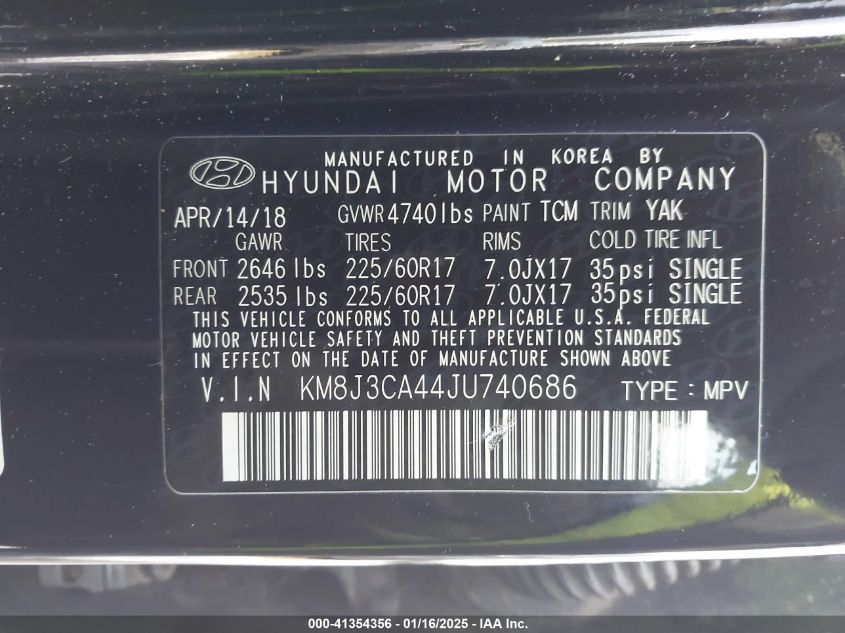 MANUFACTURED IN KOREA BY
HYUNDAI MOTOR COMPANY
APR/14/18 GVWR 4740lbs PAINT TCM TRIM YAK
GAWR TIRES RIMS COLD TIRE INFL
FRONT 2646 lbs 225/60R17 7.0JX17 35psi SINGLE
REAR 2535 lbs 225/60R17 7.0JX17 35psi SINGLE
THIS VEHICLE CONFORMS TO ALL APPLICABLE U.S.A. FEDERAL
MOTOR VEHICLE SAFETY AND THEFT PREVENTION STANDARDS
IN EFFECT ON THE DATE OF MANUFACTURE SHOWN ABOVE
V.I.N KM8J3CA44JU740686 TYPE : MPV
000-41354356 - 01/16/2025 - IAA Inc.